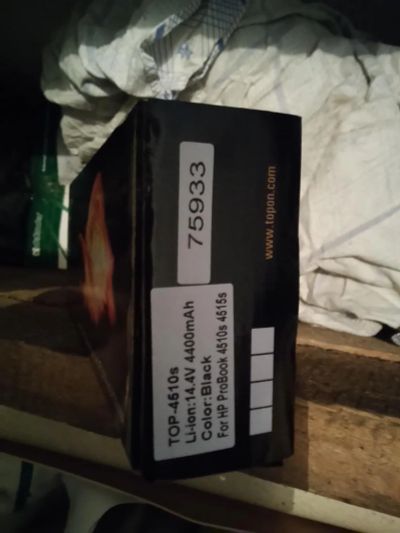 75933
www.topon.com
TOP-4510s
Li-ion:14.4V 4400mAh
Color:Black
For HP ProBook 4510s 4515s